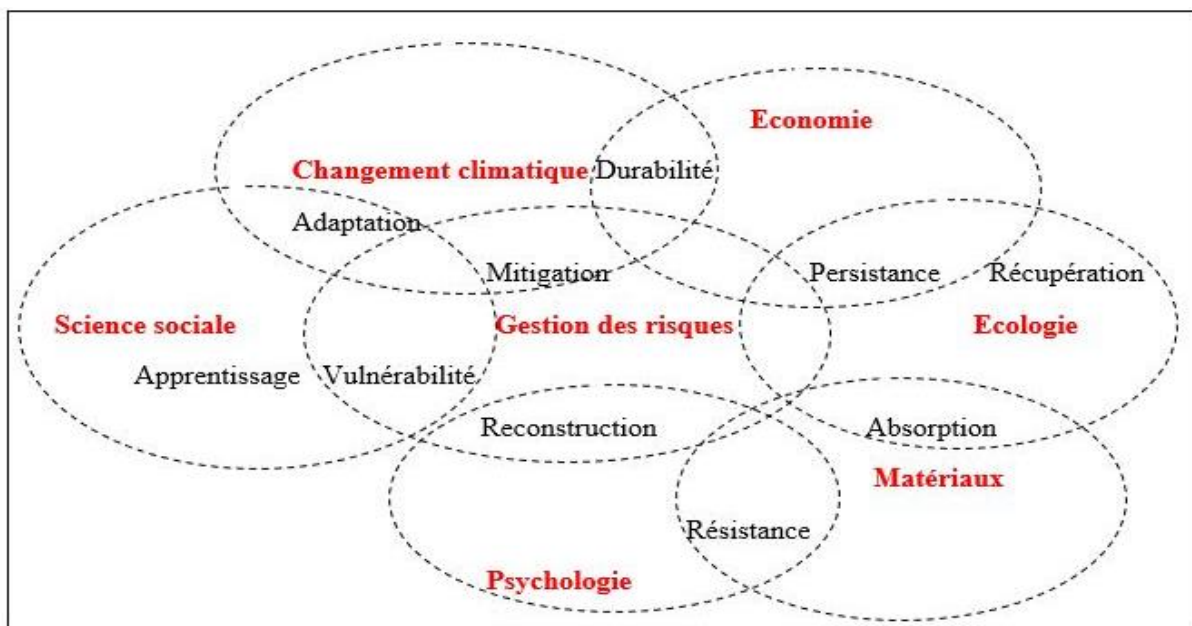 Economie
Changement climatique
Durabilité
Adaptation
Mitigation
Persistance
Récupération
Science sociale
Gestion des risques
Ecologie
Apprentissage
Vulnérabilité
Reconstruction
Absorption
Matériaux
Résistance
Psychologie